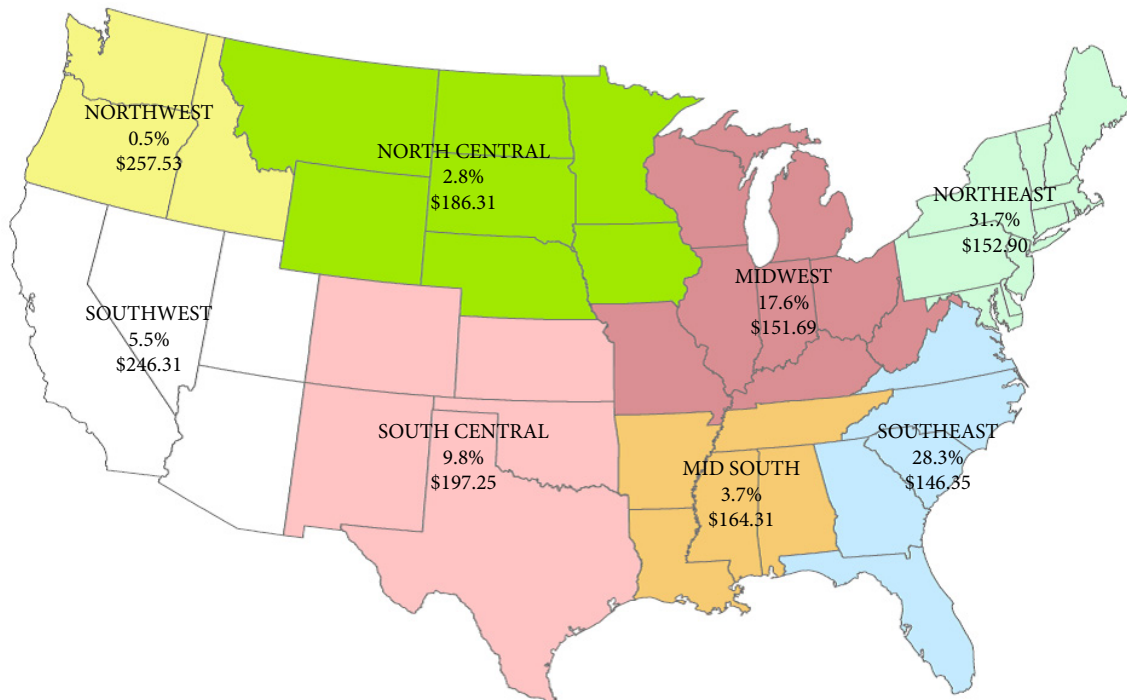 NORTHWEST
0.5%
$257.53
NORTH CENTRAL
2.8%
$186.31
NORTHEAST
31.7%
$152.90
MIDWEST
17.6%
$151.69
SOUTHWEST
5.5%
$246.31
SOUTH CENTRAL
9.8%
$197.25
MID SOUTH
3.7%
$164.31
SOUTHEAST
28.3%
$146.35